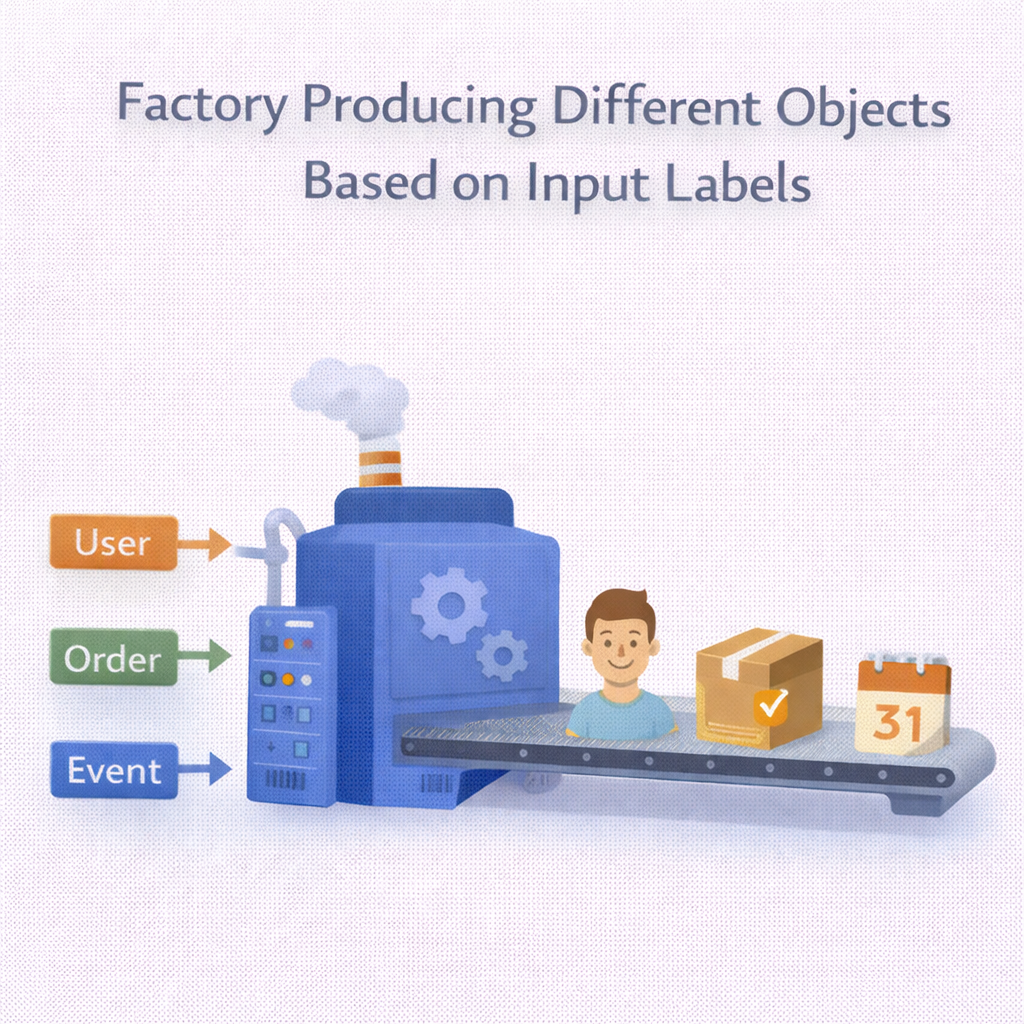 Factory Producing Different Objects
Based on Input Labels
User
Order
Event
31